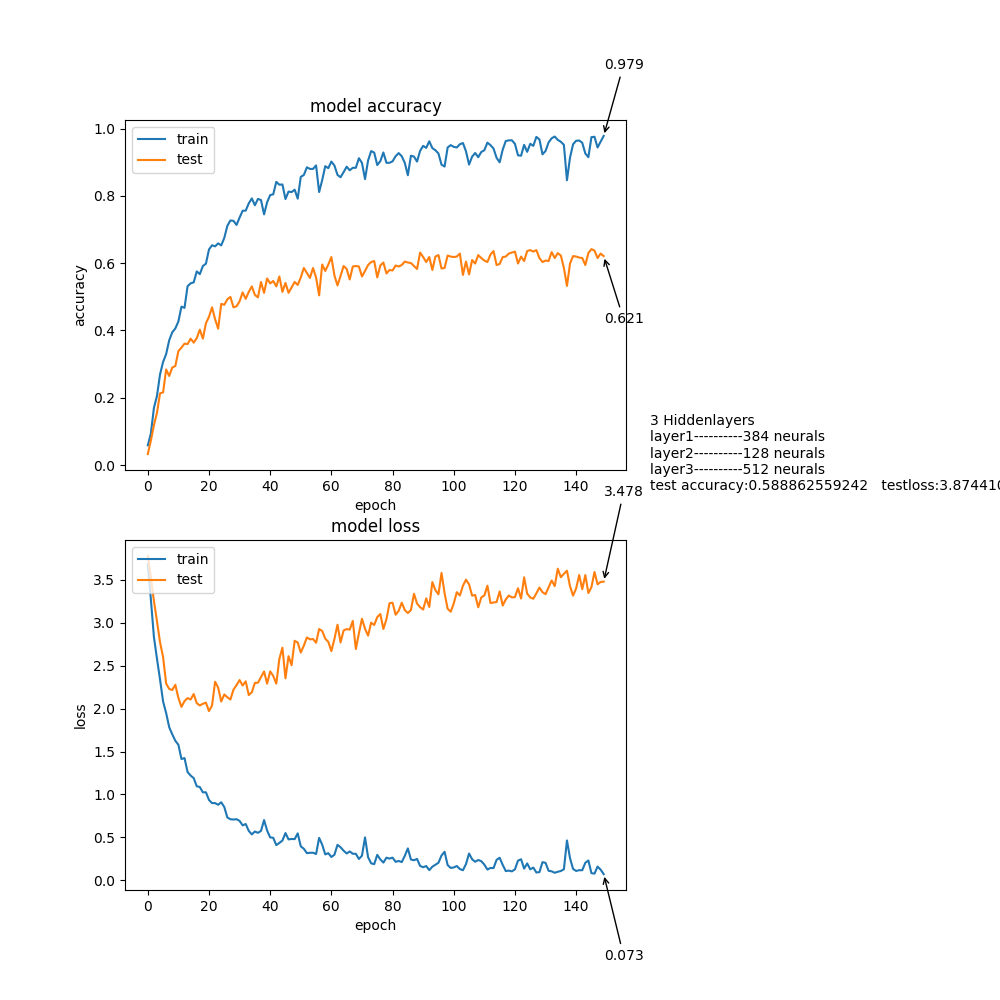 0.979
model accuracy
train
test
1.0
0.8
0.6
0.4
0.2
0.0
accuracy
0.621
0 20 40 60 80 100 120 140
epoch
3 Hiddenlayers
layer1----------384 neurals
layer2----------128 neurals
layer3----------512 neurals
test accuracy:0.588862559242 testloss:3.874410
3.478
model loss
train
test
3.5
3.0
2.5
2.0
1.5
1.0
0.5
0.0
loss
0 20 40 60 80 100 120 140
epoch
0.073